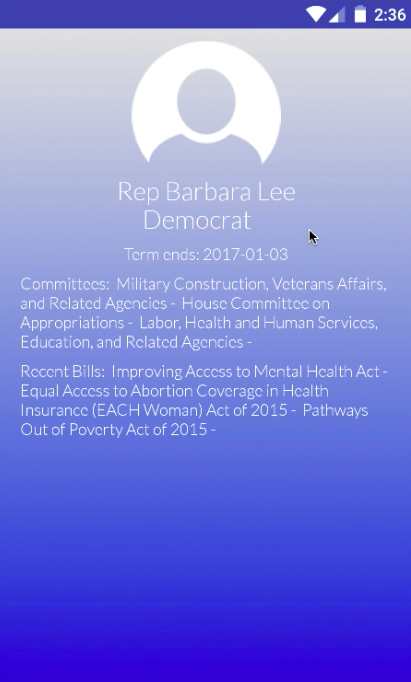 2:36
Rep Barbara Lee
Democrat
Term ends: 2017-01-03
Committees:  Military Construction, Veterans Affairs,
and Related Agencies -  House Committee on
Appropriations -  Labor, Health and Human Services,
Education, and Related Agencies -
Recent Bills:  Improving Access to Mental Health Act -
Equal Access to Abortion Coverage in Health
Insurance (EACH Woman) Act of 2015 -  Pathways
Out of Poverty Act of 2015 -